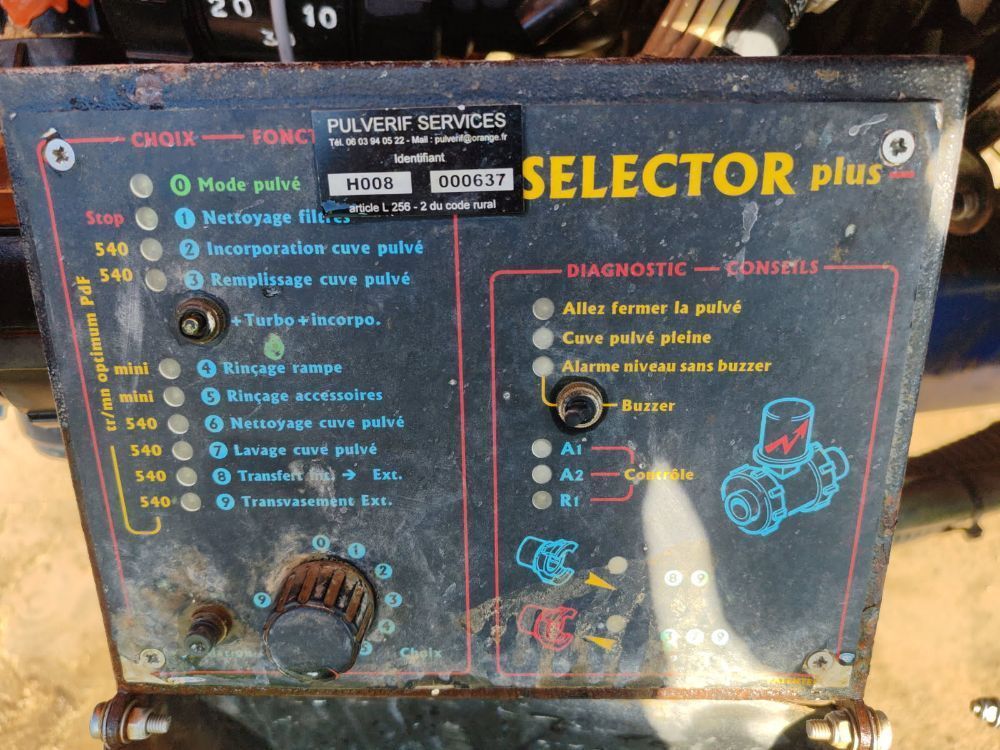 20 10
CHOIX FONCT
PULVERIF SERVICES
Tél. 06 03 94 05 22 - Mail : pulverif@orange.fr
Identifiant
H008 000637
article L 256 - 2 du code rural
SELECTOR plus
0 Mode pulvé
Stop 1 Nettoyage filtres
540 2 Incorporation cuve pulvé
540 3 Remplissage cuve pulvé
+Turbo+incorpo.
tr/mn optimum PdF
mini 4 Rinçage rampe
mini 5 Rinçage accessoires
540 6 Nettoyage cuve pulvé
540 7 Lavage cuve pulvé
540 8 Transfert Int. → Ext.
540 9 Transvasement Ext.
0 1 2 3 4 9
Choix
DIAGNOSTIC — CONSEILS
Allez fermer la pulvé
Cuve pulvé pleine
Alarme niveau sans buzzer
Buzzer
A1
A2 Contrôle
R1
8 9
7 9